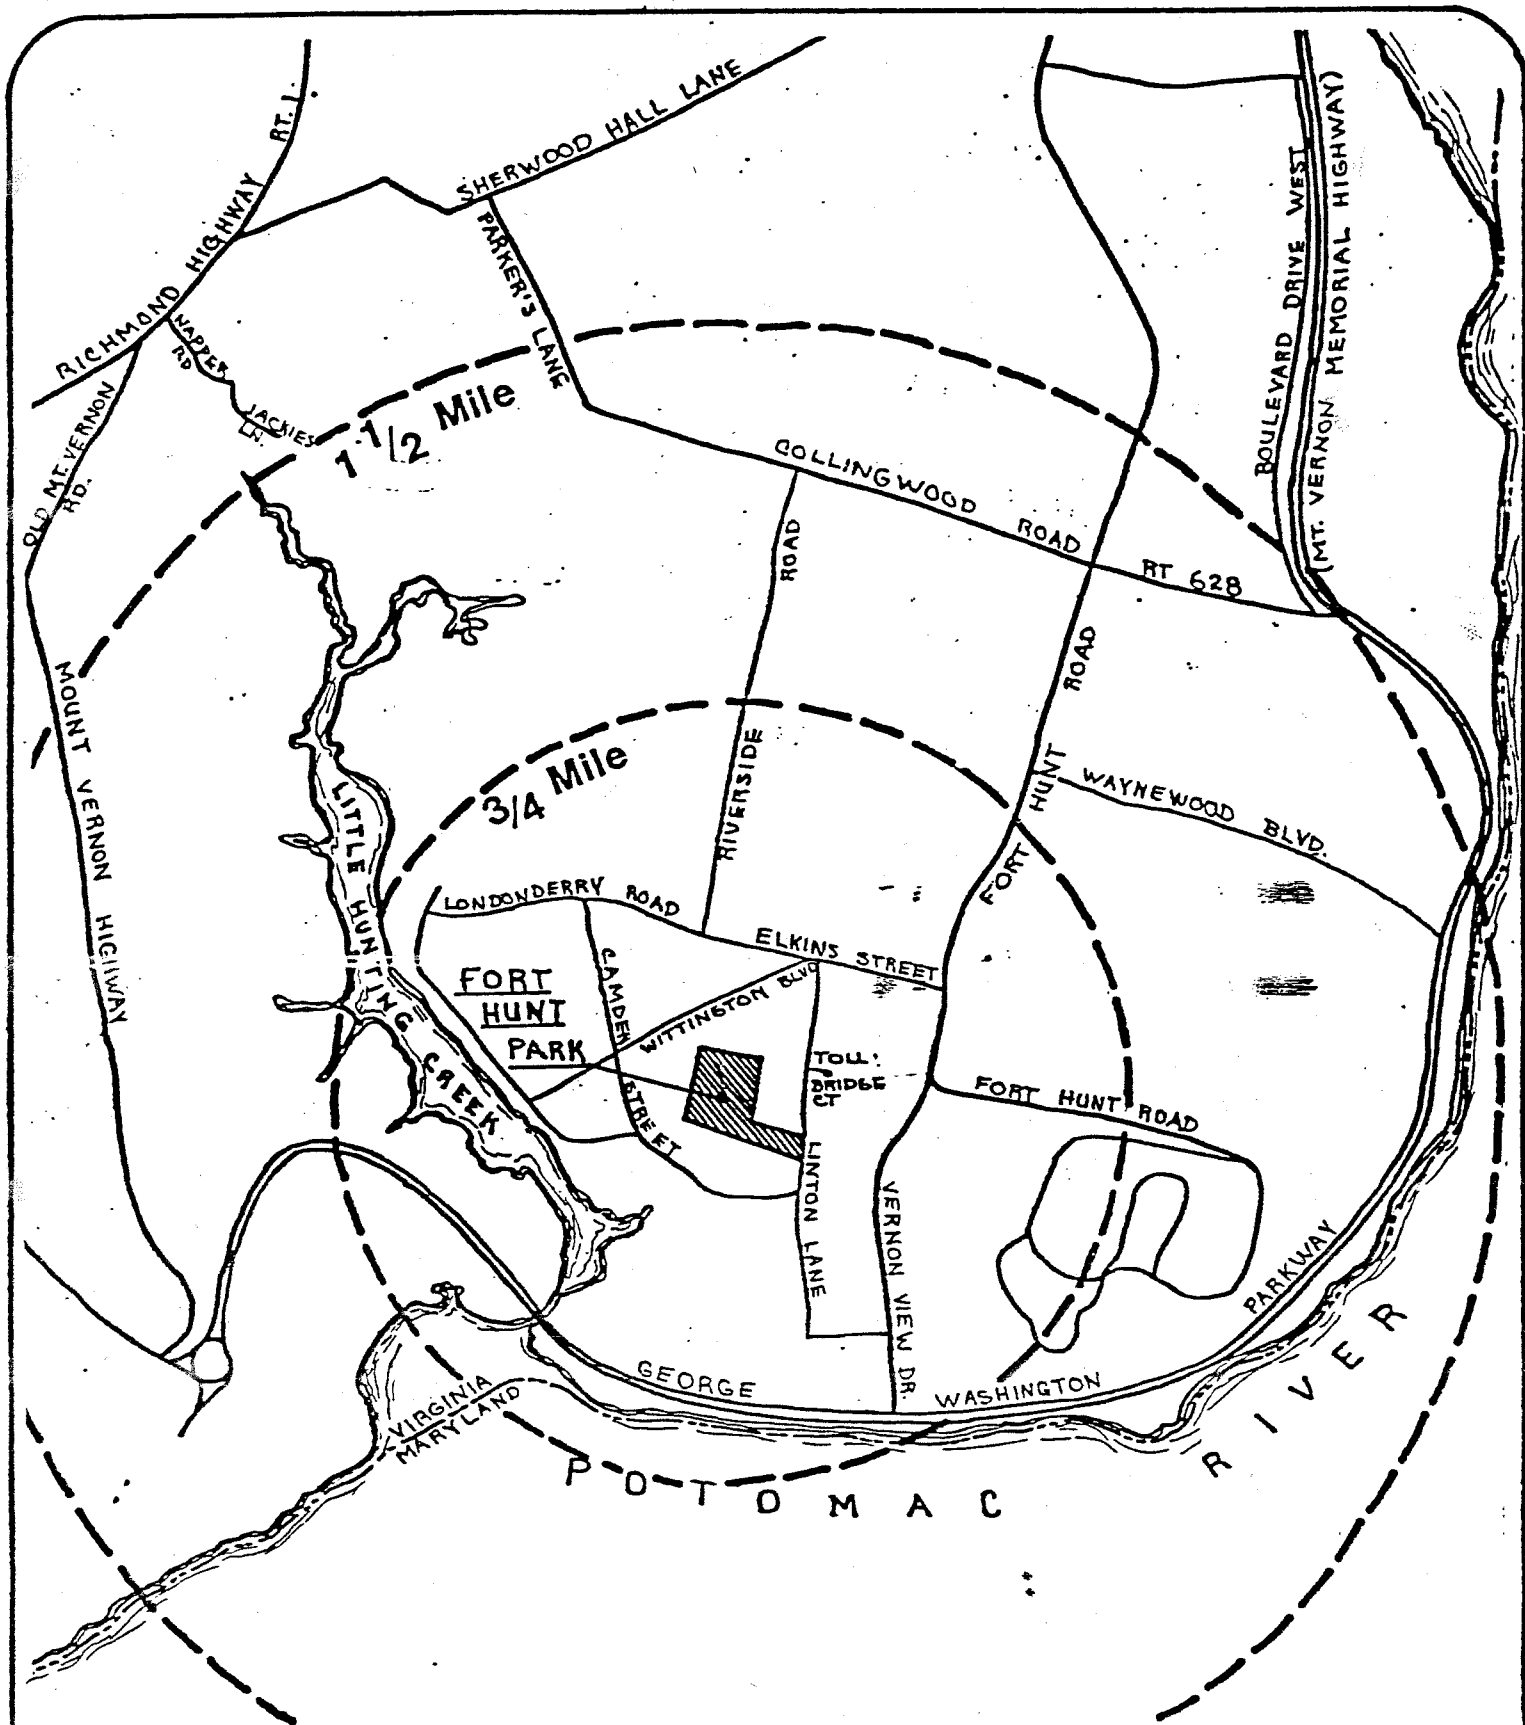 RT. 1.
SHERWOOD HALL LANE
RICHMOND HIGHWAY
PARKER'S LANE
NAPPER
RD
JACKIES
LN.
OLD MT. VERNON
RD.
BOULEVARD DRIVE WEST
(MT. VERNON MEMORIAL HIGHWAY)
1 1/2 Mile
COLLINGWOOD ROAD
RT 628
ROAD
RIVERSIDE
ROAD
HUNT
FORT
MOUNT VERNON HIGHWAY
3/4 Mile
WAYNEWOOD BLVD.
LITTLE HUNTING CREEK
LONDONDERRY ROAD
ELKINS STREET
CAMDEN
STREET
WITTINGTON BLVD
FORT
HUNT
PARK
TOLL
BRIDGE
CT
FORT HUNT ROAD
LINTON LANE
VERNON VIEW DR.
GEORGE WASHINGTON PARKWAY
VIRGINIA
MARYLAND
POTOMAC RIVER